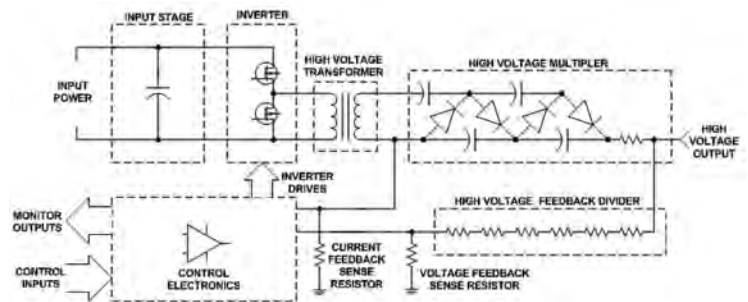 INPUT STAGE
INVERTER
HIGH VOLTAGE
TRANSFORMER
HIGH VOLTAGE MULTIPLER
INPUT
POWER
HIGH
VOLTAGE
OUTPUT
INVERTER
DRIVES
HIGH VOLTAGE FEEDBACK DIVIDER
MONITOR
OUTPUTS
CONTROL
INPUTS
CONTROL
ELECTRONICS
CURRENT
FEEDBACK
SENSE
RESISTOR
VOLTAGE FEEDBACK
SENSE RESISTOR